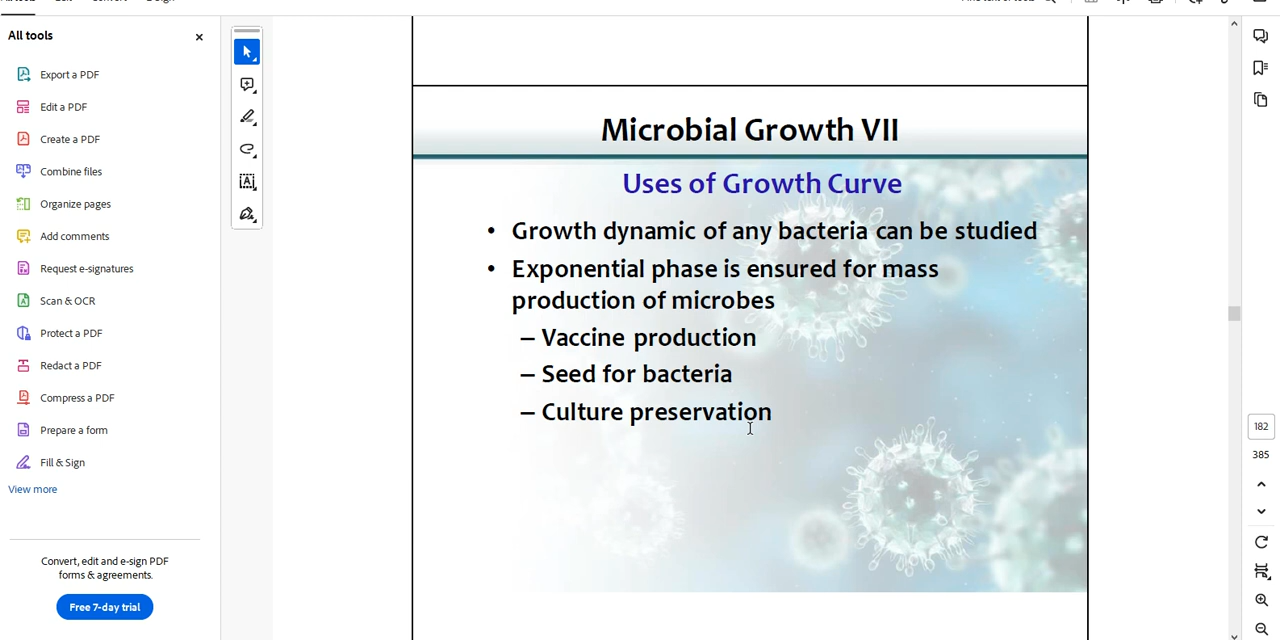 All tools
Export a PDF
Edit a PDF
Create a PDF
Combine files
Organize pages
Add comments
Request e-signatures
Scan & OCR
Protect a PDF
Redact a PDF
Compress a PDF
Prepare a form
Fill & Sign
View more
Convert, edit and e-sign PDF
forms & agreements.
Free 7-day trial
Microbial Growth VII
Uses of Growth Curve
• Growth dynamic of any bacteria can be studied
• Exponential phase is ensured for mass
production of microbes
– Vaccine production
– Seed for bacteria
– Culture preservation
182
385